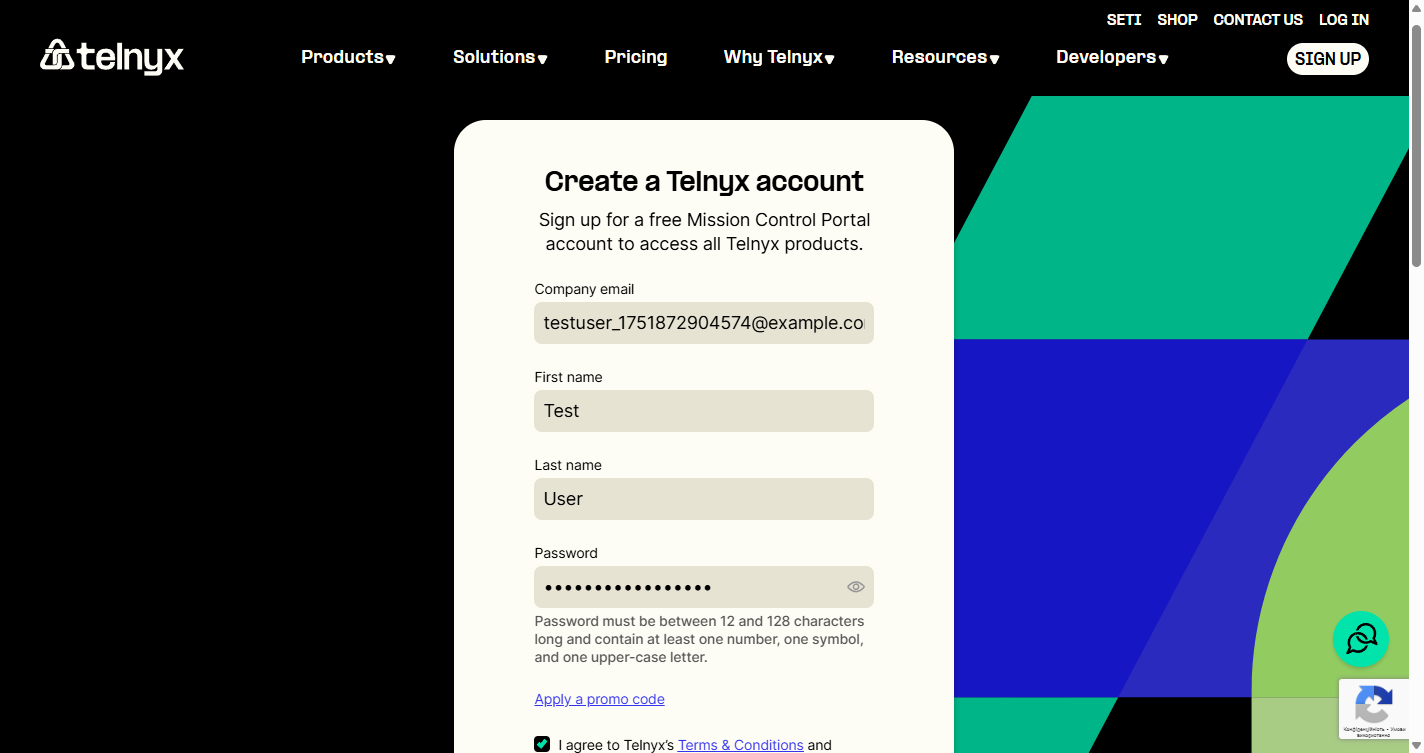 SETI SHOP CONTACT US LOG IN
telnyx Products Solutions Pricing Why Telnyx Resources Developers SIGN UP
Create a Telnyx account
Sign up for a free Mission Control Portal
account to access all Telnyx products.
Company email
testuser_1751872904574@example.co
First name
Test
Last name
User
Password
•••••••••••••••••
Password must be between 12 and 128 characters
long and contain at least one number, one symbol,
and one upper-case letter.
Apply a promo code
I agree to Telnyx's Terms & Conditions and
Конфіденційність - Умови
використання